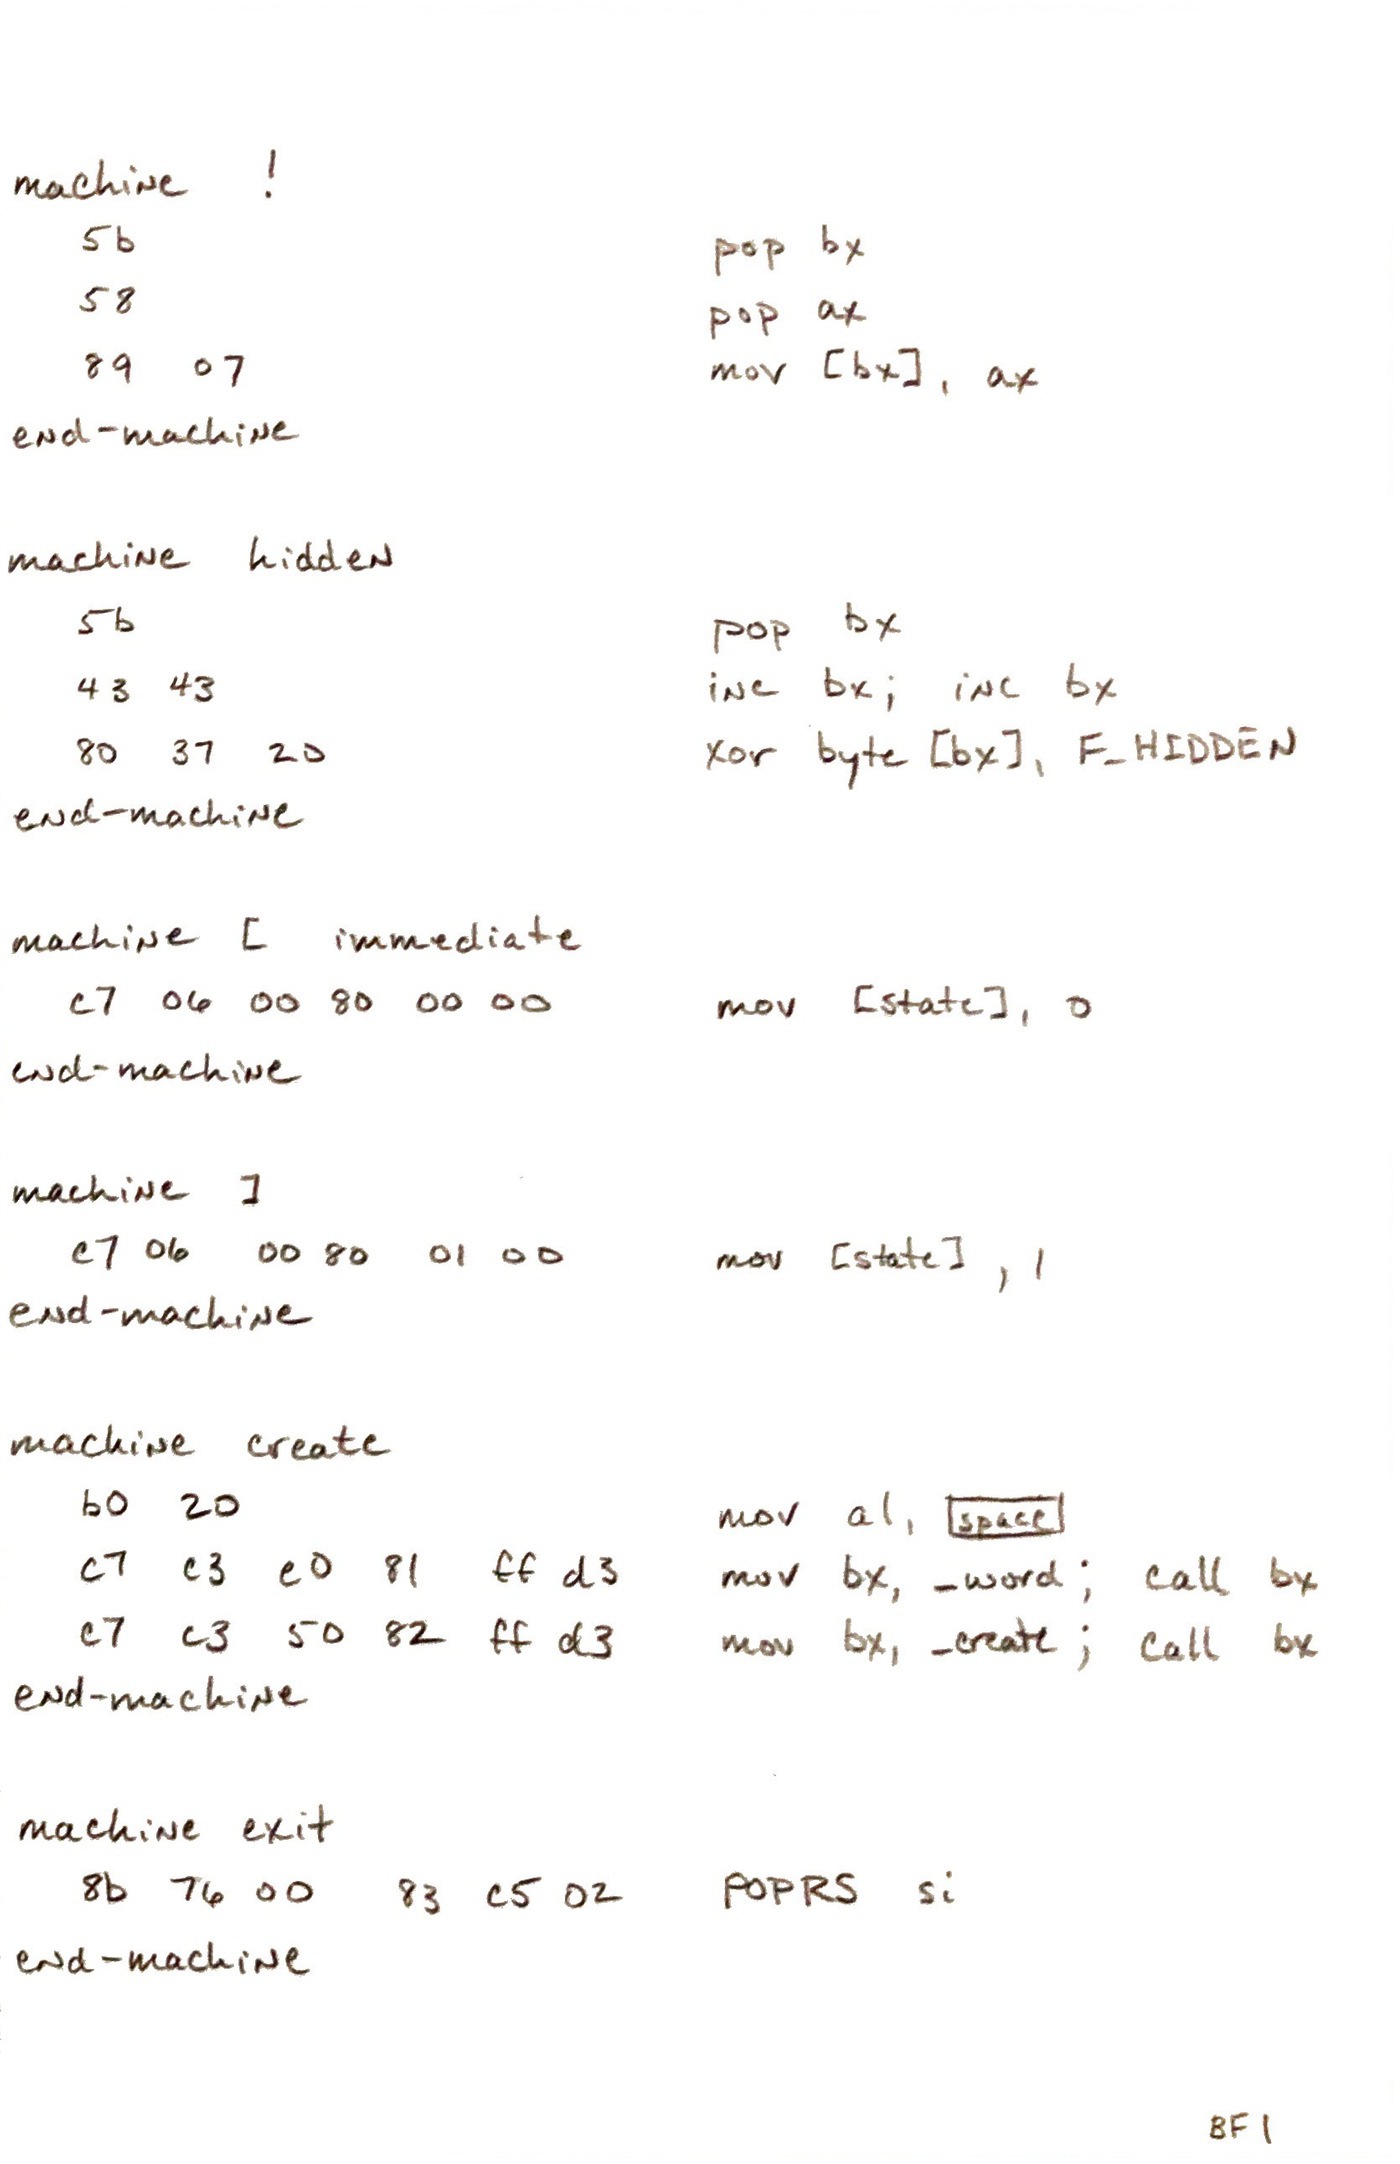 machine !
5b pop bx
58 pop ax
89 07 mov [bx], ax
end-machine
machine hidden
5b pop bx
43 43 inc bx; inc bx
80 37 20 xor byte [bx], F_HIDDEN
end-machine
machine [ immediate
c7 06 00 80 00 00 mov [state], 0
end-machine
machine ]
c7 06 00 80 01 00 mov [state], 1
end-machine
machine create
b0 20 mov al, space
c7 c3 e0 81 ff d3 mov bx, _word; call bx
c7 c3 50 82 ff d3 mov bx, _create; call bx
end-machine
machine exit
8b 76 00 83 c5 02 POPRS si
end-machine
BF1